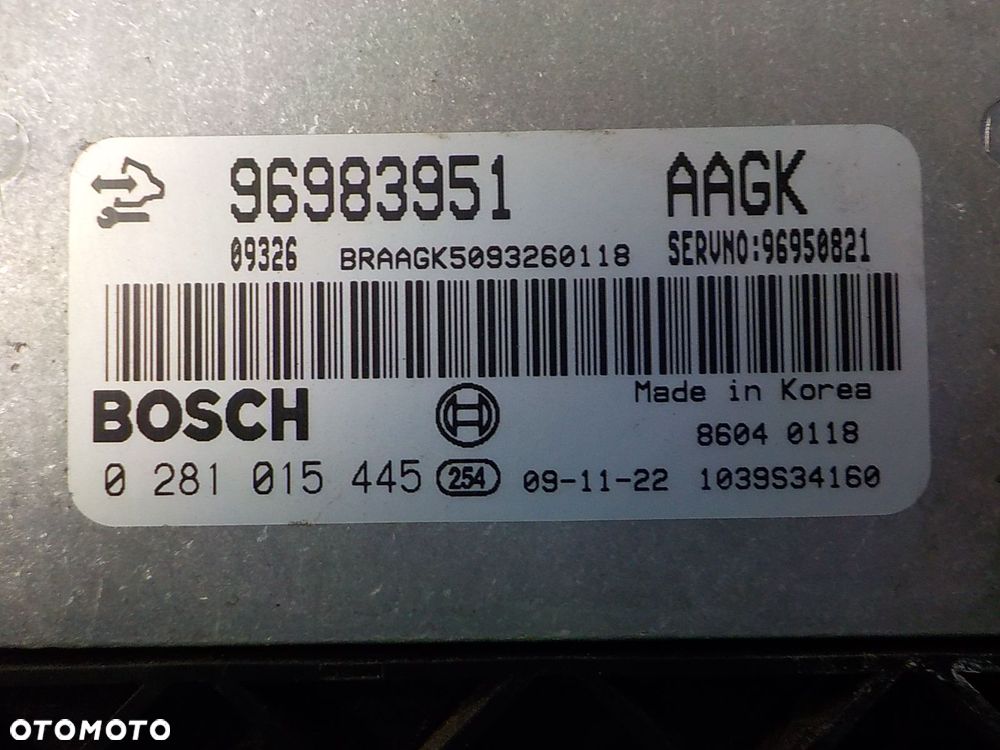 96983951 AAGK
09326 BRAAGK5093260118 SERVNO:96950821
BOSCH Made in Korea
8604 0118
0 281 015 445 254 09-11-22 1039S34160
OTOMOTO